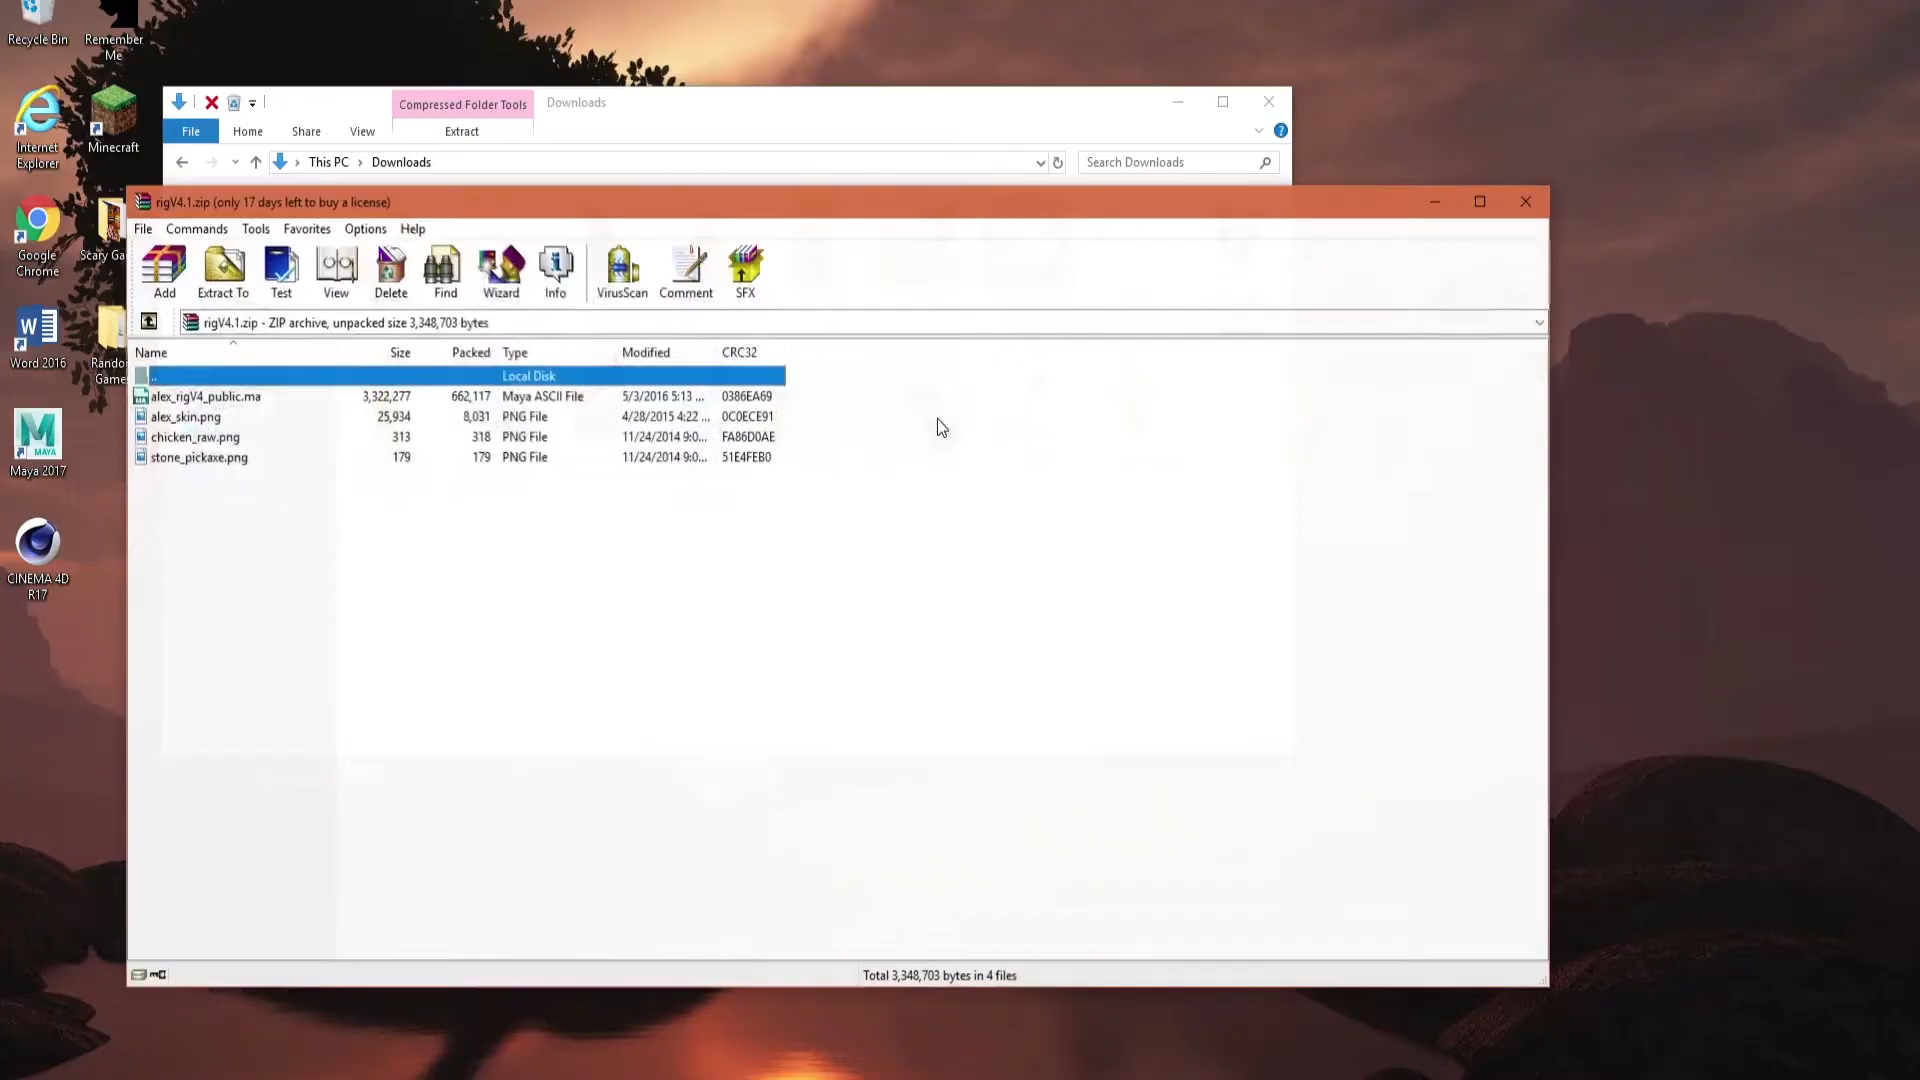 Recycle Bin
Remember
Me
Internet
Explorer
Minecraft
Google
Chrome
Scary Ga
Word 2016
Rando
Game
MAYA
Maya 2017
CINEMA 4D
R17
Compressed Folder Tools
Downloads
File Home Share View Extract
This PC > Downloads
Search Downloads
rigV4.1.zip (only 17 days left to buy a license)
File Commands Tools Favorites Options Help
Add Extract To Test View Delete Find Wizard Info VirusScan Comment SFX
rigV4.1.zip - ZIP archive, unpacked size 3,348,703 bytes
Name Size Packed Type Modified CRC32
.. Local Disk
alex_rigV4_public.ma 3,322,277 662,117 Maya ASCII File 5/3/2016 5:13 ... 0386EA69
alex_skin.png 25,934 8,031 PNG File 4/28/2015 4:22 ... 0C0ECE91
chicken_raw.png 313 318 PNG File 11/24/2014 9:0... FA86D0AE
stone_pickaxe.png 179 179 PNG File 11/24/2014 9:0... 51E4FEB0
Total 3,348,703 bytes in 4 files